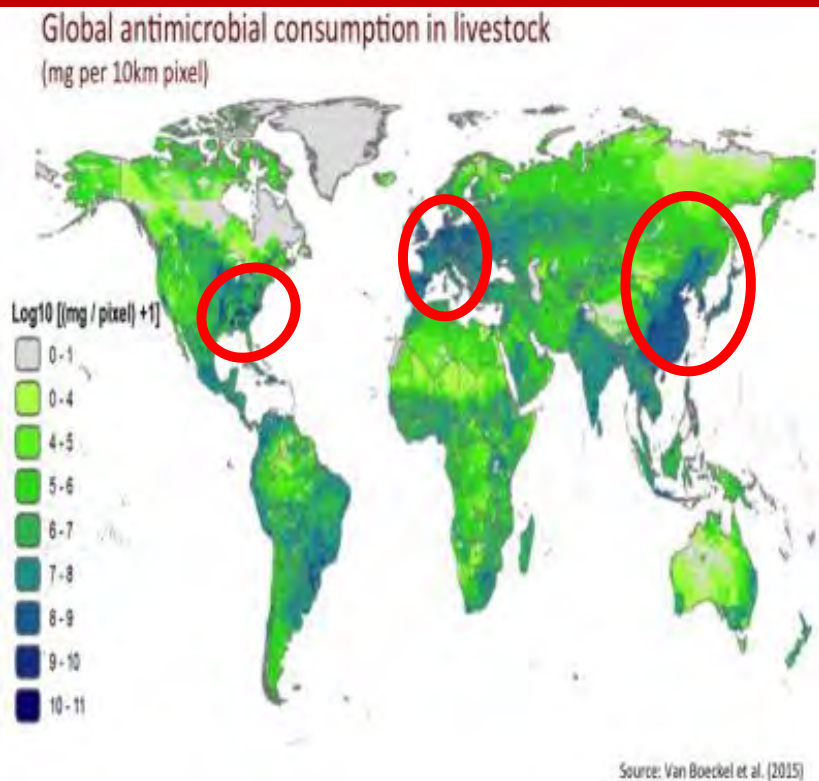 Global antimicrobial consumption in livestock
(mg per 10km pixel)
Log10 [(mg / pixel) +1]
0 - 1
0 - 4
4 - 5
5 - 6
6 - 7
7 - 8
8 - 9
9 - 10
10 - 11
Source: Van Boeckel et al. (2015)